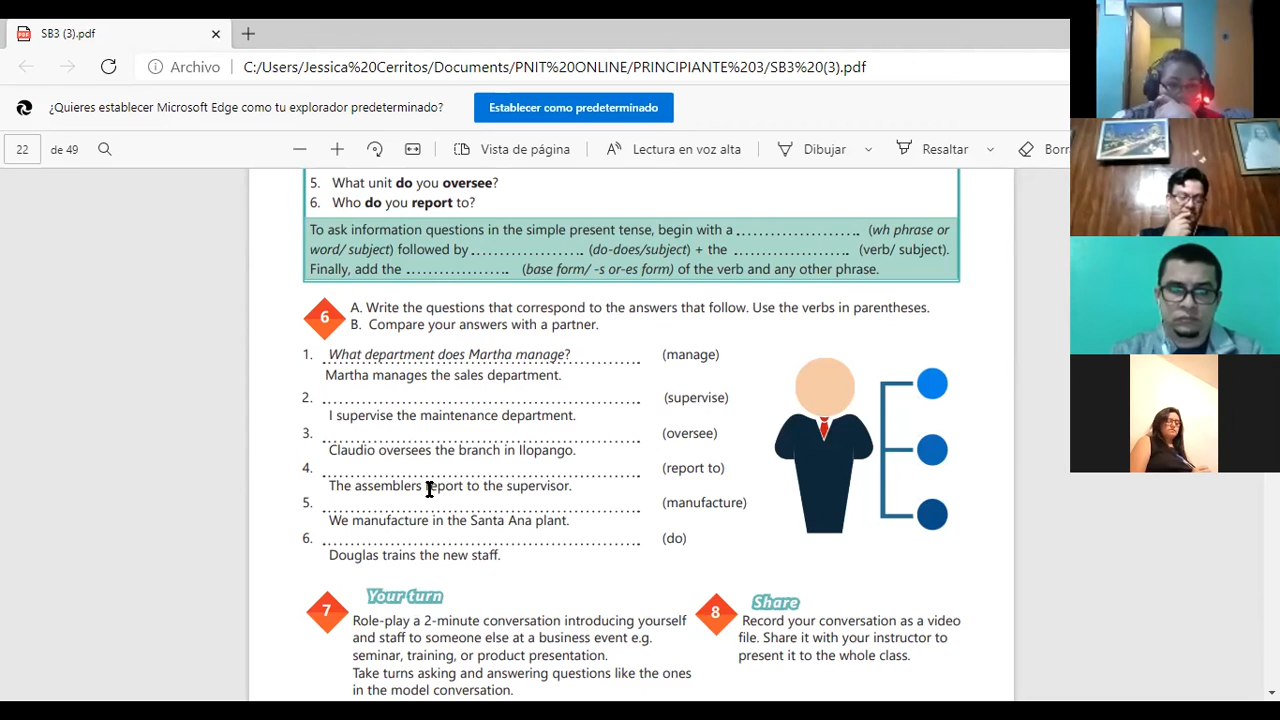 SB3 (3).pdf
Archivo C:/Users/Jessica%20Cerritos/Documents/PNIT%20ONLINE/PRINCIPIANTE%203/SB3%20(3).pdf
¿Quieres establecer Microsoft Edge como tu explorador predeterminado? Establecer como predeterminado
22 de 49 Vista de página Lectura en voz alta Dibujar Resaltar Borr
5. What unit do you oversee?
6. Who do you report to?
To ask information questions in the simple present tense, begin with a .................... (wh phrase or
word/ subject) followed by .................... (do-does/subject) + the .................... (verb/ subject).
Finally, add the .................... (base form/ -s or-es form) of the verb and any other phrase.
6 A. Write the questions that correspond to the answers that follow. Use the verbs in parentheses.
B. Compare your answers with a partner.
1. What department does Martha manage? (manage)
Martha manages the sales department.
2. (supervise)
I supervise the maintenance department.
3. (oversee)
Claudio oversees the branch in Ilopango.
4. (report to)
The assemblers report to the supervisor.
5. (manufacture)
We manufacture in the Santa Ana plant.
6. (do)
Douglas trains the new staff.
7 Your turn
Role-play a 2-minute conversation introducing yourself
and staff to someone else at a business event e.g.
seminar, training, or product presentation.
Take turns asking and answering questions like the ones
in the model conversation.
8 Share
Record your conversation as a video
file. Share it with your instructor to
present it to the whole class.